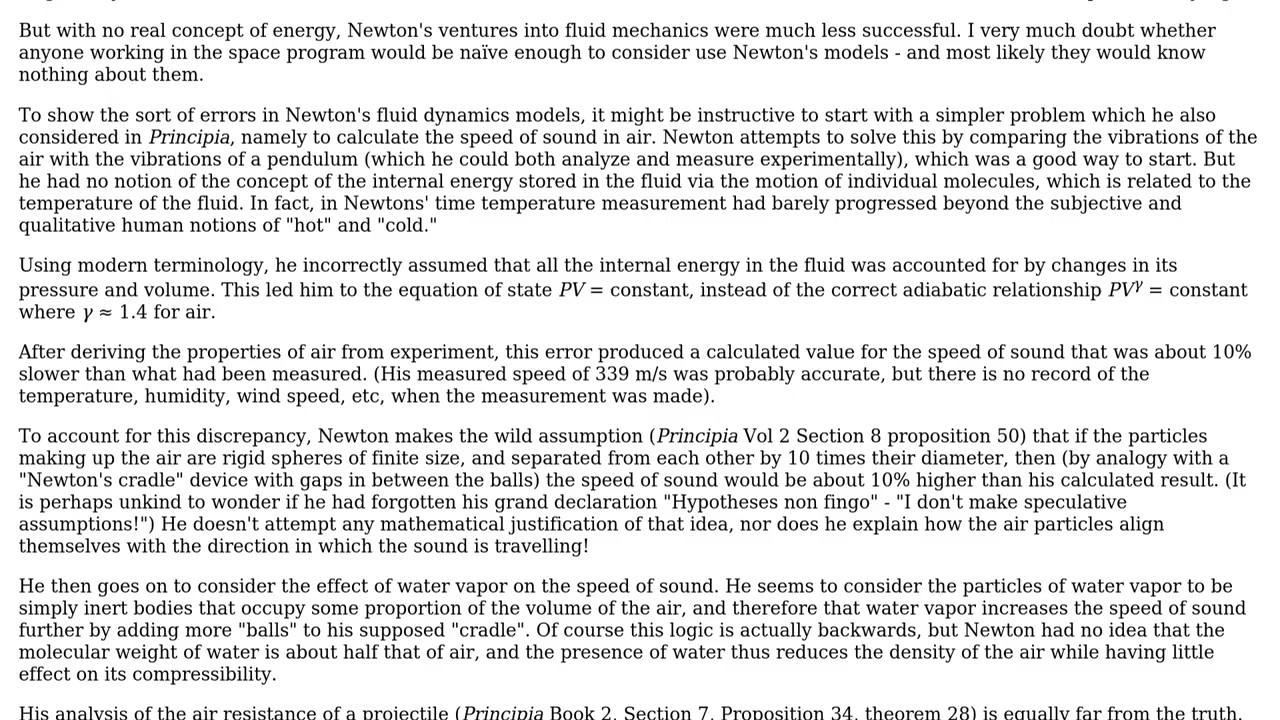 But with no real concept of energy, Newton's ventures into fluid mechanics were much less successful. I very much doubt whether
anyone working in the space program would be naïve enough to consider use Newton's models - and most likely they would know
nothing about them.
To show the sort of errors in Newton's fluid dynamics models, it might be instructive to start with a simpler problem which he also
considered in Principia, namely to calculate the speed of sound in air. Newton attempts to solve this by comparing the vibrations of the
air with the vibrations of a pendulum (which he could both analyze and measure experimentally), which was a good way to start. But
he had no notion of the concept of the internal energy stored in the fluid via the motion of individual molecules, which is related to the
temperature of the fluid. In fact, in Newtons' time temperature measurement had barely progressed beyond the subjective and
qualitative human notions of "hot" and "cold."
Using modern terminology, he incorrectly assumed that all the internal energy in the fluid was accounted for by changes in its
pressure and volume. This led him to the equation of state PV = constant, instead of the correct adiabatic relationship PVᵞ = constant
where γ ≈ 1.4 for air.
After deriving the properties of air from experiment, this error produced a calculated value for the speed of sound that was about 10%
slower than what had been measured. (His measured speed of 339 m/s was probably accurate, but there is no record of the
temperature, humidity, wind speed, etc, when the measurement was made).
To account for this discrepancy, Newton makes the wild assumption (Principia Vol 2 Section 8 proposition 50) that if the particles
making up the air are rigid spheres of finite size, and separated from each other by 10 times their diameter, then (by analogy with a
"Newton's cradle" device with gaps in between the balls) the speed of sound would be about 10% higher than his calculated result. (It
is perhaps unkind to wonder if he had forgotten his grand declaration "Hypotheses non fingo" - "I don't make speculative
assumptions!") He doesn't attempt any mathematical justification of that idea, nor does he explain how the air particles align
themselves with the direction in which the sound is travelling!
He then goes on to consider the effect of water vapor on the speed of sound. He seems to consider the particles of water vapor to be
simply inert bodies that occupy some proportion of the volume of the air, and therefore that water vapor increases the speed of sound
further by adding more "balls" to his supposed "cradle". Of course this logic is actually backwards, but Newton had no idea that the
molecular weight of water is about half that of air, and the presence of water thus reduces the density of the air while having little
effect on its compressibility.
His analysis of the air resistance of a projectile (Principia Book 2, Section 7, Proposition 34, theorem 28) is equally far from the truth.